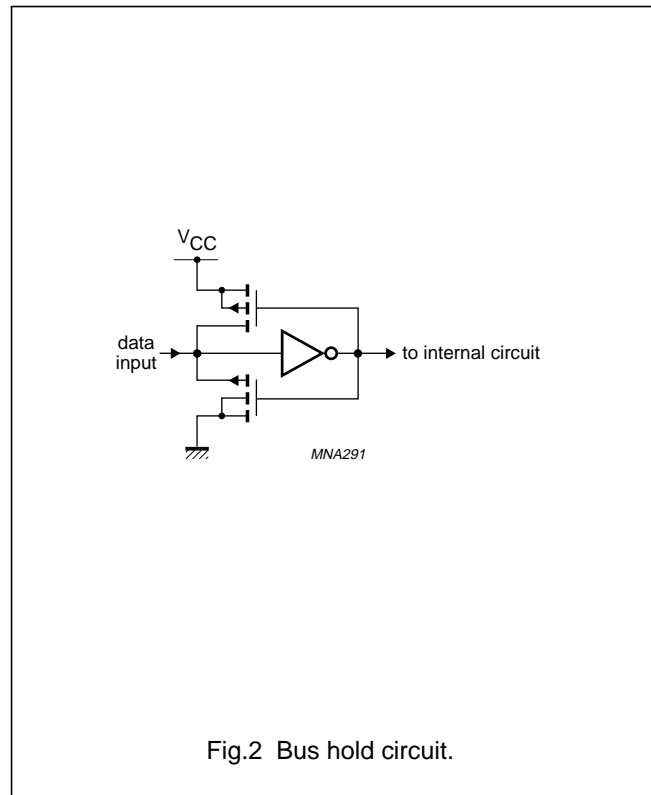 VCC
data
input
to internal circuit
MNA291
Fig.2 Bus hold circuit.